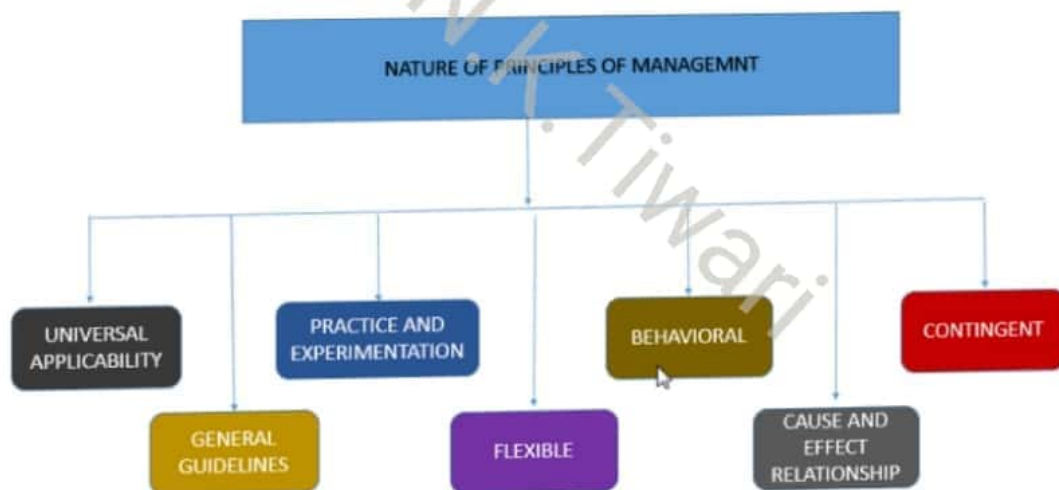 N.K.Tiwari
NATURE OF PRINCIPLES OF MANAGEMNT
UNIVERSAL
APPLICABILITY
GENERAL
GUIDELINES
PRACTICE AND
EXPERIMENTATION
FLEXIBLE
BEHAVIORAL
CAUSE AND
EFFECT
RELATIONSHIP
CONTINGENT